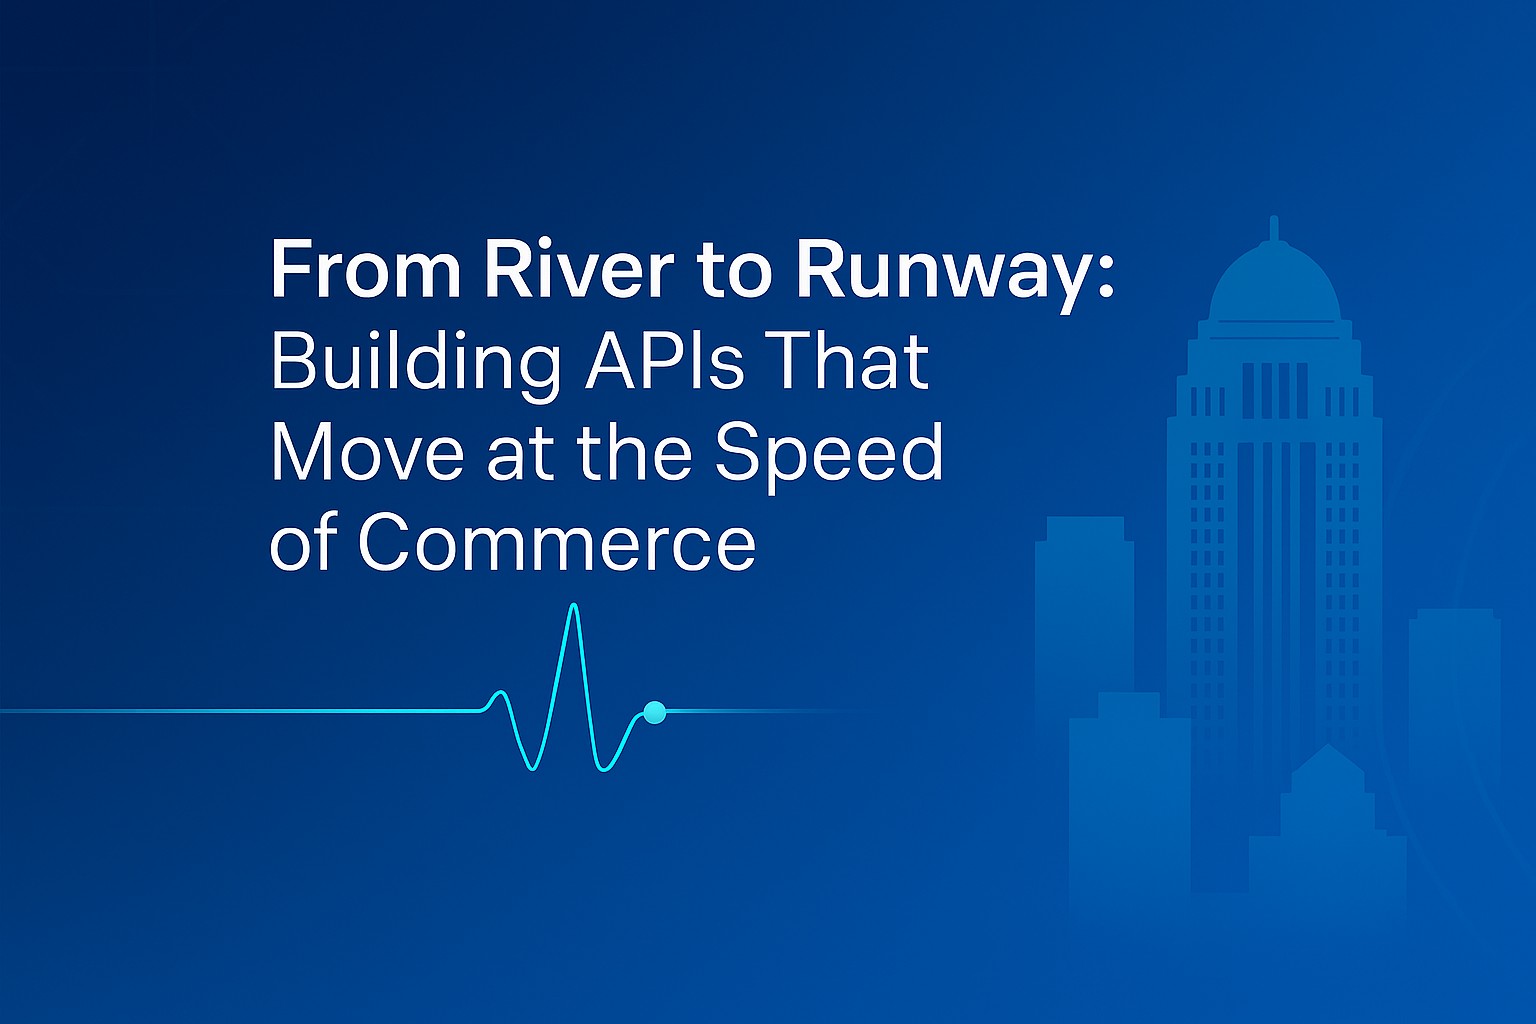 From River to Runway:
Building APIs That
Move at the Speed
of Commerce